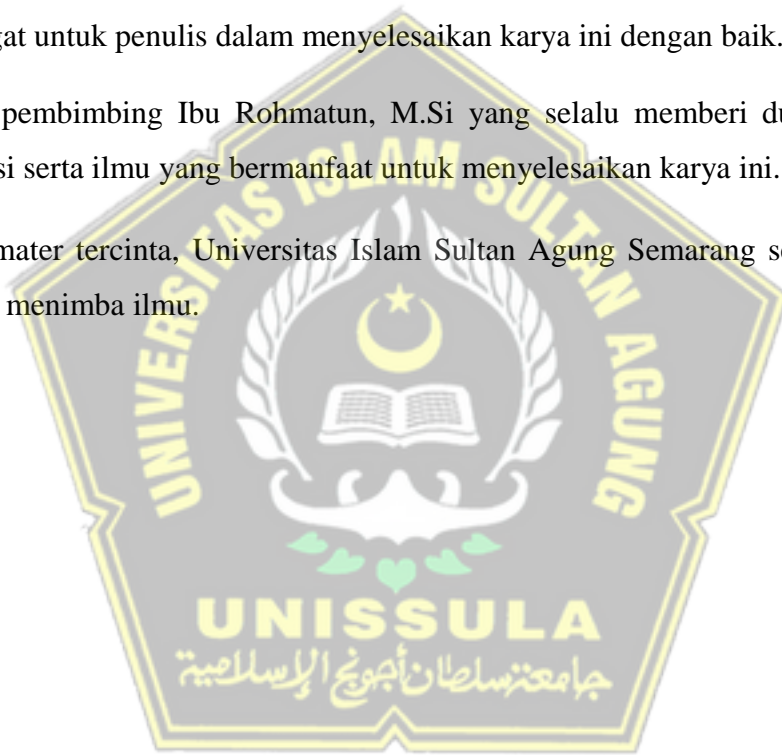 gat untuk penulis dalam menyelesaikan karya ini dengan baik.
pembimbing Ibu Rohmatun, M.Si yang selalu memberi du
si serta ilmu yang bermanfaat untuk menyelesaikan karya ini.
mater tercinta, Universitas Islam Sultan Agung Semarang se
menimba ilmu.
UNIVERSITAS ISLAM SULTAN AGUNG
UNISSULA
جامعتسلطان أجونج الإسلامية